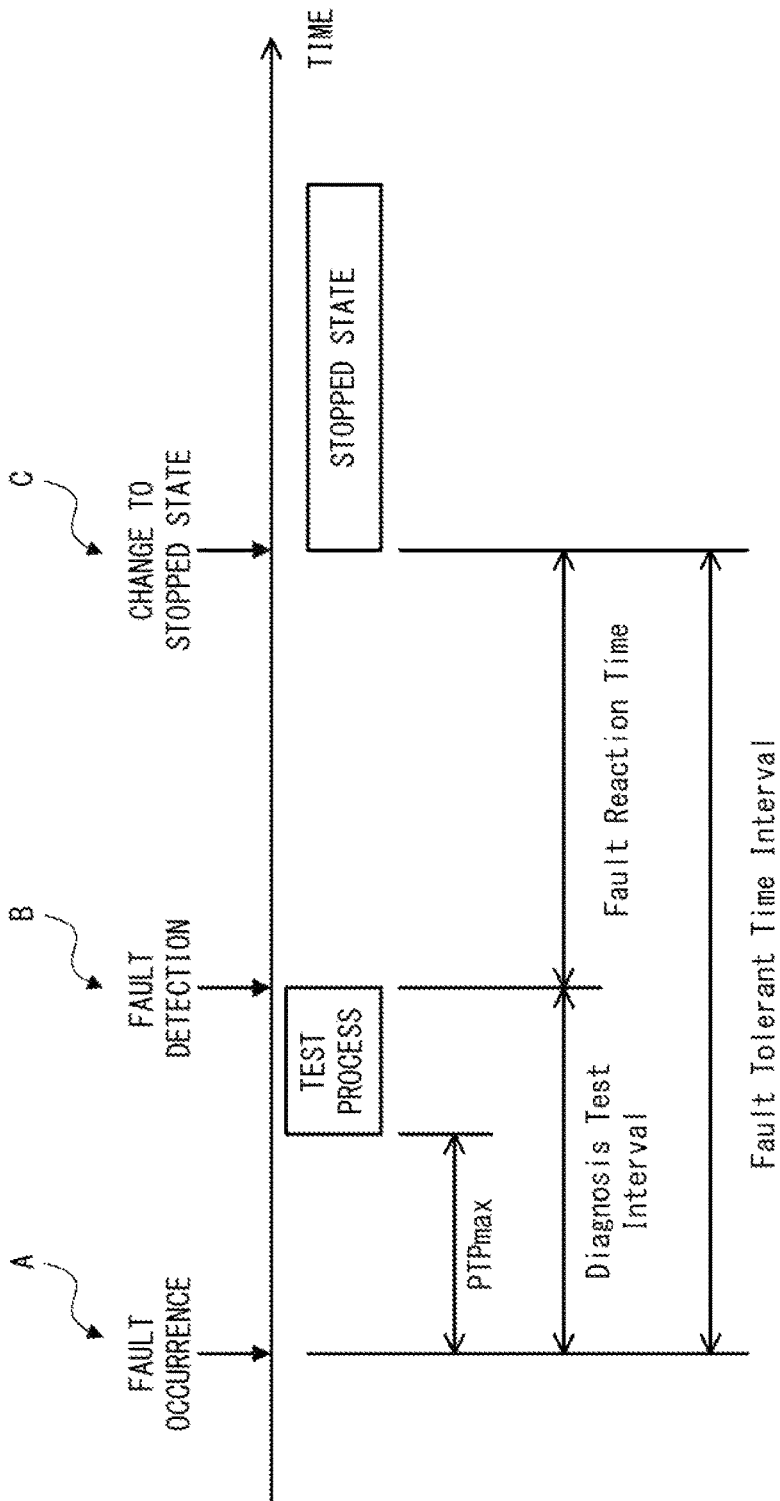 A
FAULT
OCCURRENCE
B
FAULT
DETECTION
C
CHANGE TO
STOPPED STATE
TIME
TEST
PROCESS
STOPPED STATE
PTPmax
Diagnosis Test
Interval
Fault Reaction Time
Fault Tolerant Time Interval